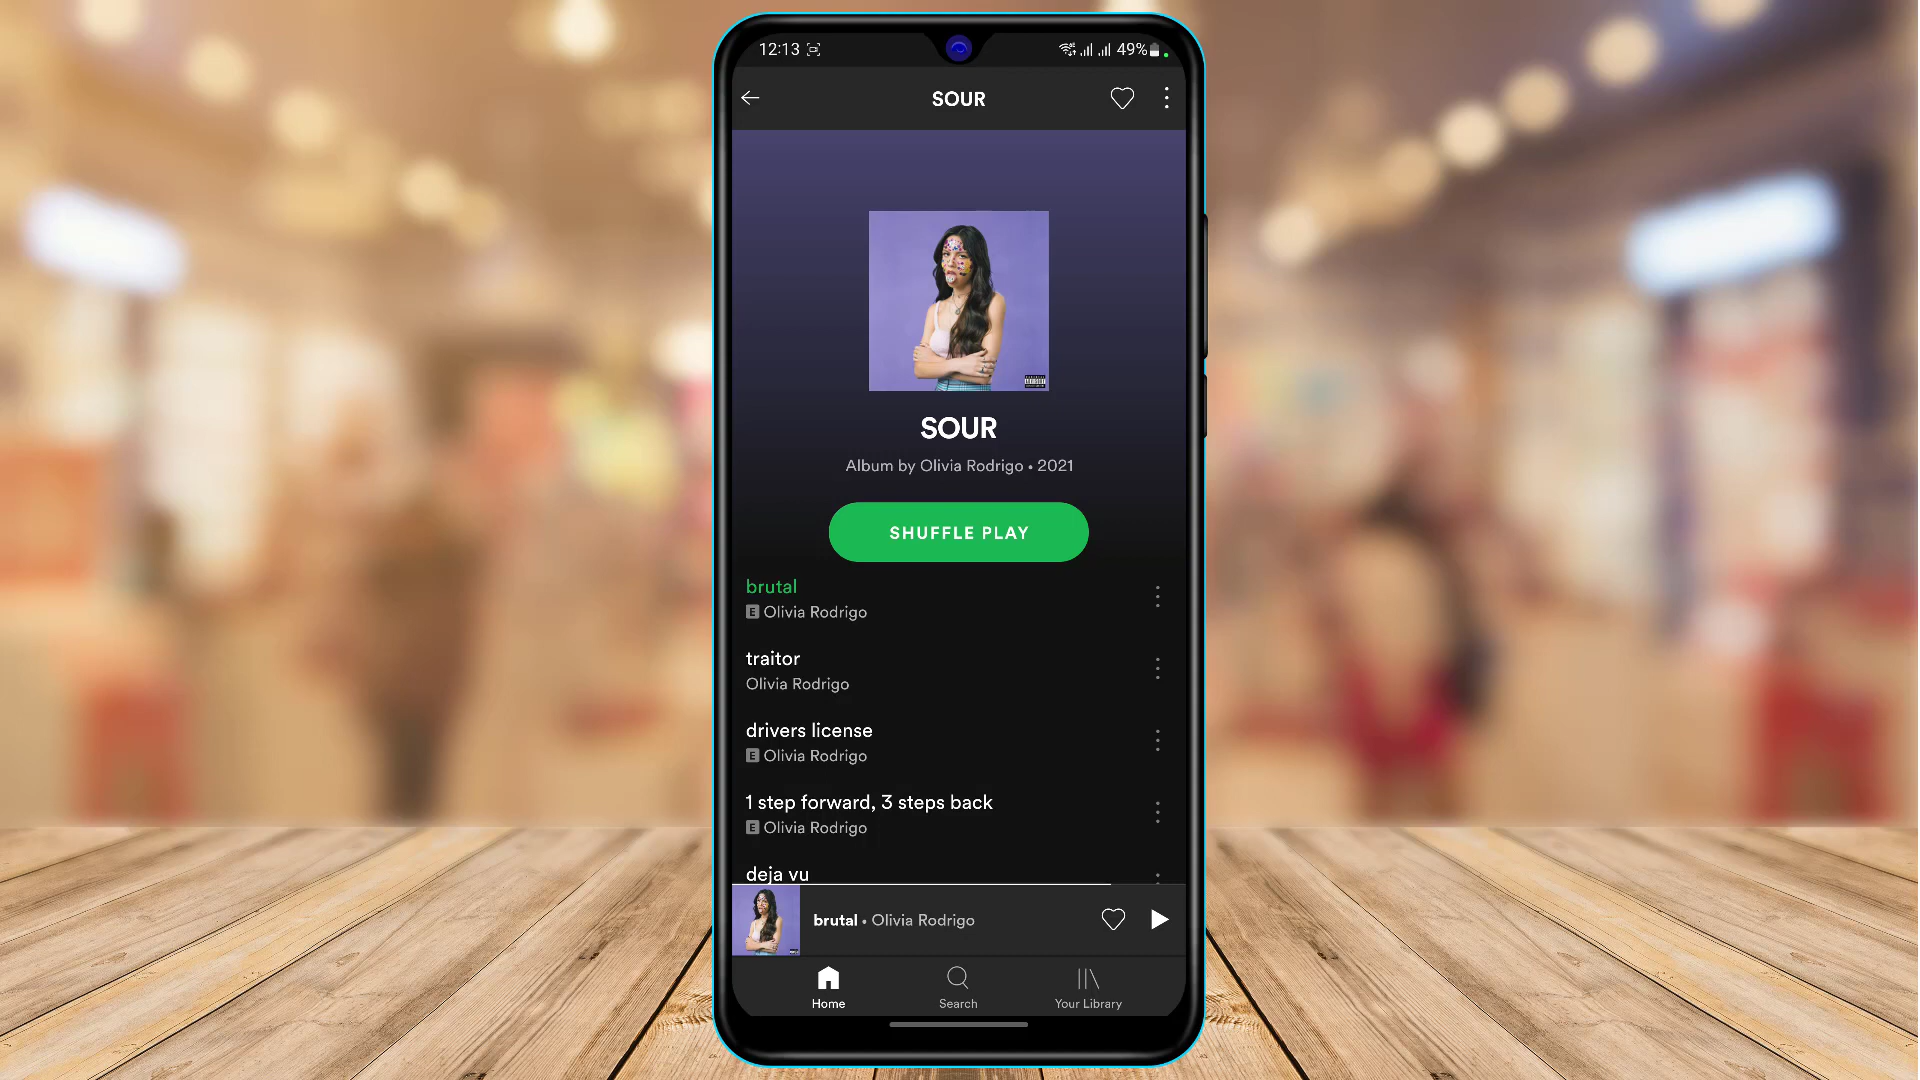 12:13
49%
SOUR
SOUR
Album by Olivia Rodrigo • 2021
SHUFFLE PLAY
brutal
E Olivia Rodrigo
traitor
Olivia Rodrigo
drivers license
E Olivia Rodrigo
1 step forward, 3 steps back
E Olivia Rodrigo
deja vu
brutal • Olivia Rodrigo
Home
Search
Your Library